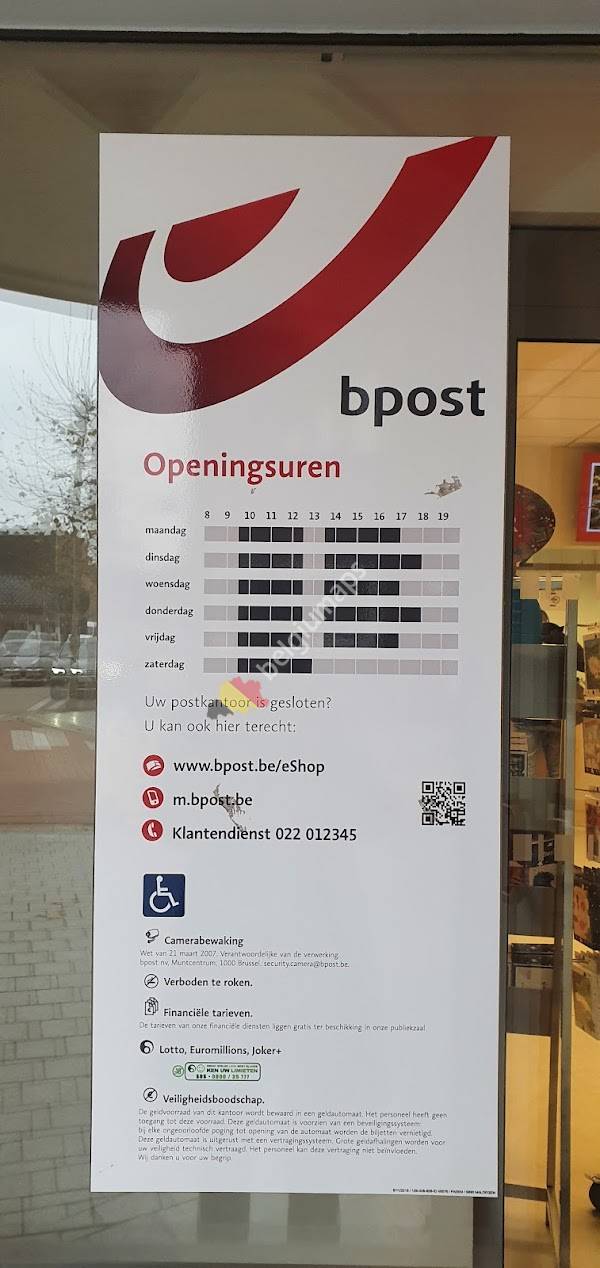 bpost
Openingsuren
8 9 10 11 12 13 14 15 16 17 18 19
maandag
dinsdag
woensdag
donderdag
vrijdag
zaterdag
belgiumaps
Uw postkantoor is gesloten?
U kan ook hier terecht:
www.bpost.be/eShop
m.bpost.be
Klantendienst 022 012345
Camerabewaking
Wet van 21 maart 2007. Verantwoordelijke van de verwerking:
bpost nv, Muntcentrum, 1000 Brussel, security.camera@bpost.be.
Verboden te roken.
Financiële tarieven.
De tarieven van onze financiële diensten liggen gratis ter beschikking in onze publiekzaal.
Lotto, Euromillions, Joker+
KEN UW LIMIETEN
Veiligheidsboodschap.
De geldvoorraad van dit kantoor wordt bewaard in een geldautomaat. Het personeel heeft geen
toegang tot deze voorraad. Deze geldautomaat is voorzien van een beveiligingssysteem:
bij elke ongeoorloofde poging tot opening van de automaat worden de biljetten vernietigd.
Deze geldautomaat is uitgerust met een vertragingssysteem. Grote geldafhalingen worden voor
uw veiligheid technisch vertraagd. Het personeel kan deze vertraging niet beïnvloeden.
Wij danken u voor uw begrip.